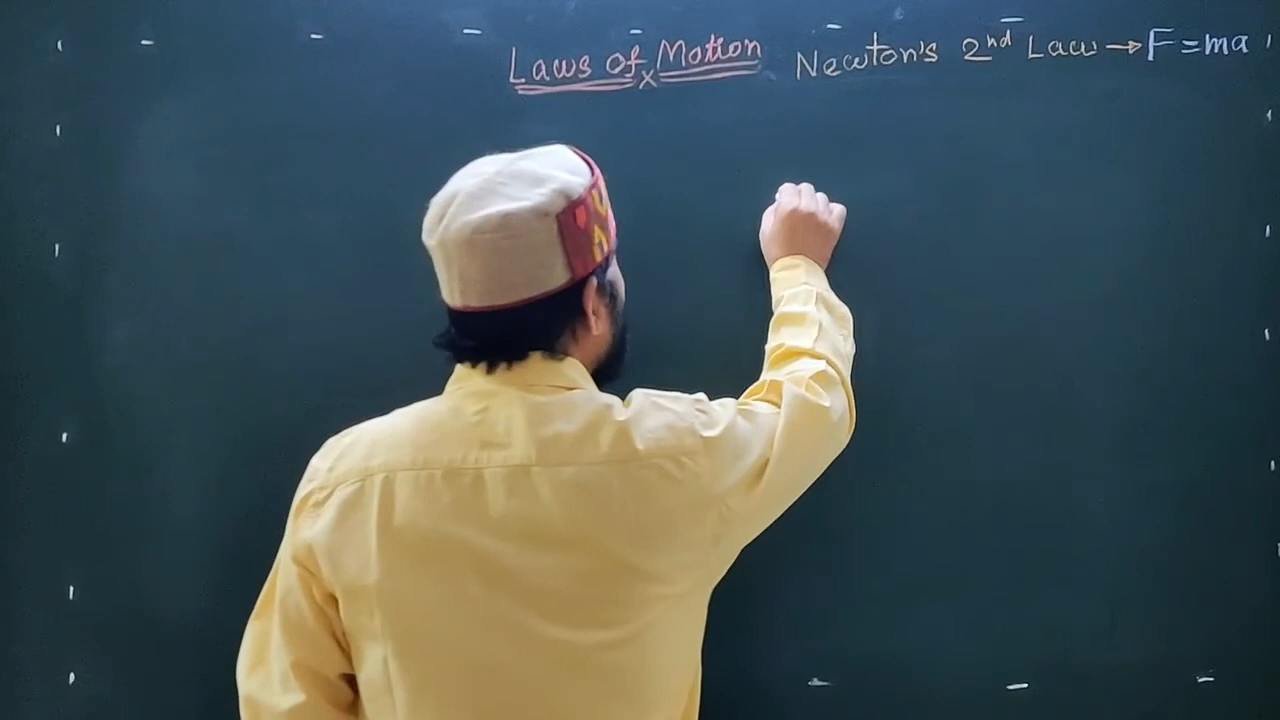 Laws of Motion Newton's 2nd Law → F = ma